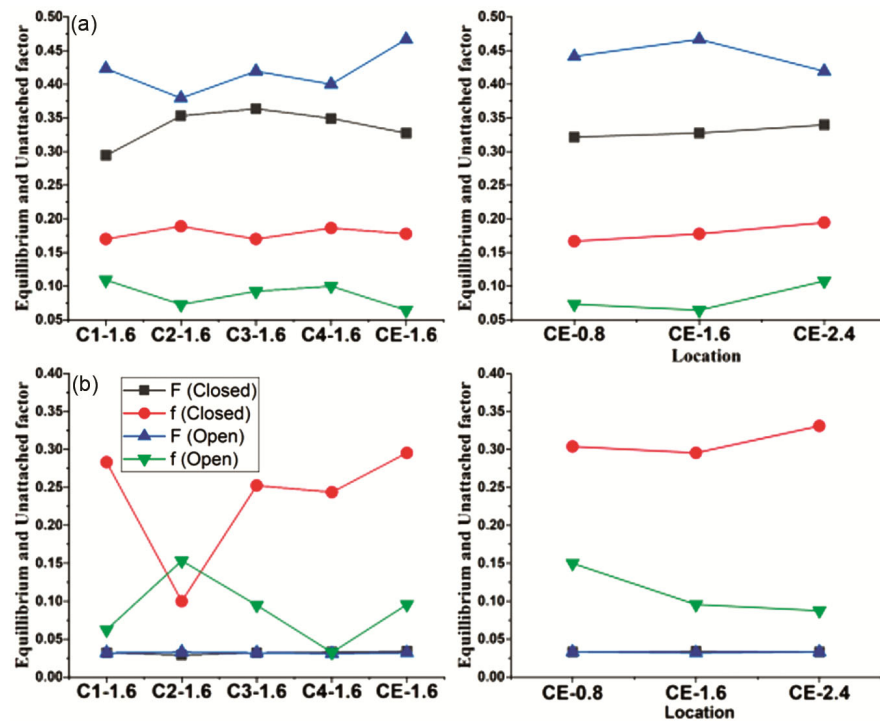 (a)
Equillibrium and Unattached factor
0.50
0.45
0.40
0.35
0.30
0.25
0.20
0.15
0.10
0.05
C1-1.6 C2-1.6 C3-1.6 C4-1.6 CE-1.6
Equillibrium and Unattached factor
0.50
0.45
0.40
0.35
0.30
0.25
0.20
0.15
0.10
0.05
CE-0.8 CE-1.6 CE-2.4
Location
(b)
Equillibrium and Unattached factor
0.40
0.35
0.30
0.25
0.20
0.15
0.10
0.05
0.00
F (Closed)
f (Closed)
F (Open)
f (Open)
C1-1.6 C2-1.6 C3-1.6 C4-1.6 CE-1.6
Equillibrium and Unattached factor
0.40
0.35
0.30
0.25
0.20
0.15
0.10
0.05
0.00
CE-0.8 CE-1.6 CE-2.4
Location